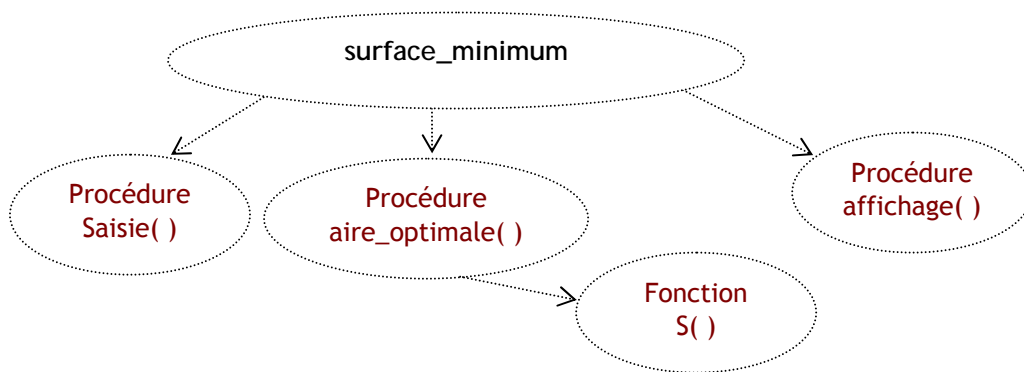 surface_minimum
Procédure
Saisie( )
Procédure
aire_optimale( )
Procédure
affichage( )
Fonction
S( )